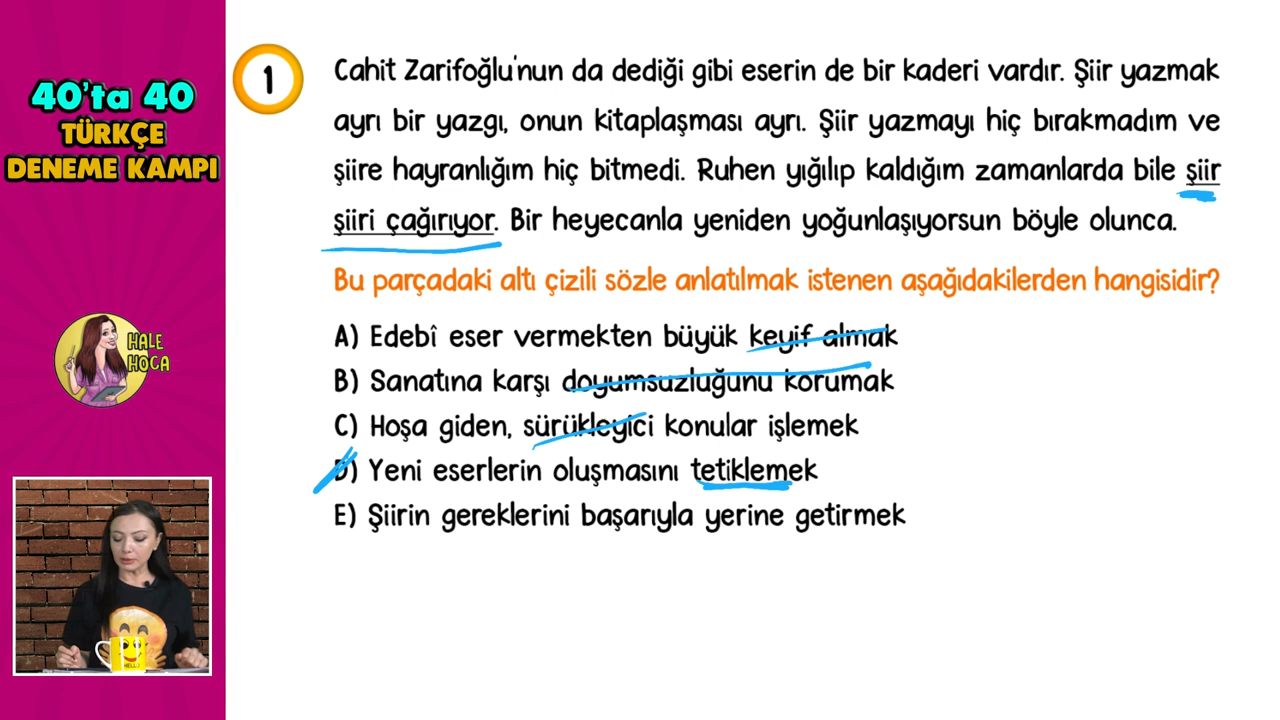 40'ta 40
TÜRKÇE
DENEME KAMPI
HALE
HOCA
HELLO
1
Cahit Zarifoğlu'nun da dediği gibi eserin de bir kaderi vardır. Şiir yazmak
ayrı bir yazgı, onun kitaplaşması ayrı. Şiir yazmayı hiç bırakmadım ve
şiire hayranlığım hiç bitmedi. Ruhen yığılıp kaldığım zamanlarda bile şiir
şiiri çağırıyor. Bir heyecanla yeniden yoğunlaşıyorsun böyle olunca.
Bu parçadaki altı çizili sözle anlatılmak istenen aşağıdakilerden hangisidir?
A) Edebî eser vermekten büyük keyif almak
B) Sanatına karşı doyumsuzluğunu korumak
C) Hoşa giden, sürükleyici konular işlemek
D) Yeni eserlerin oluşmasını tetiklemek
E) Şiirin gereklerini başarıyla yerine getirmek